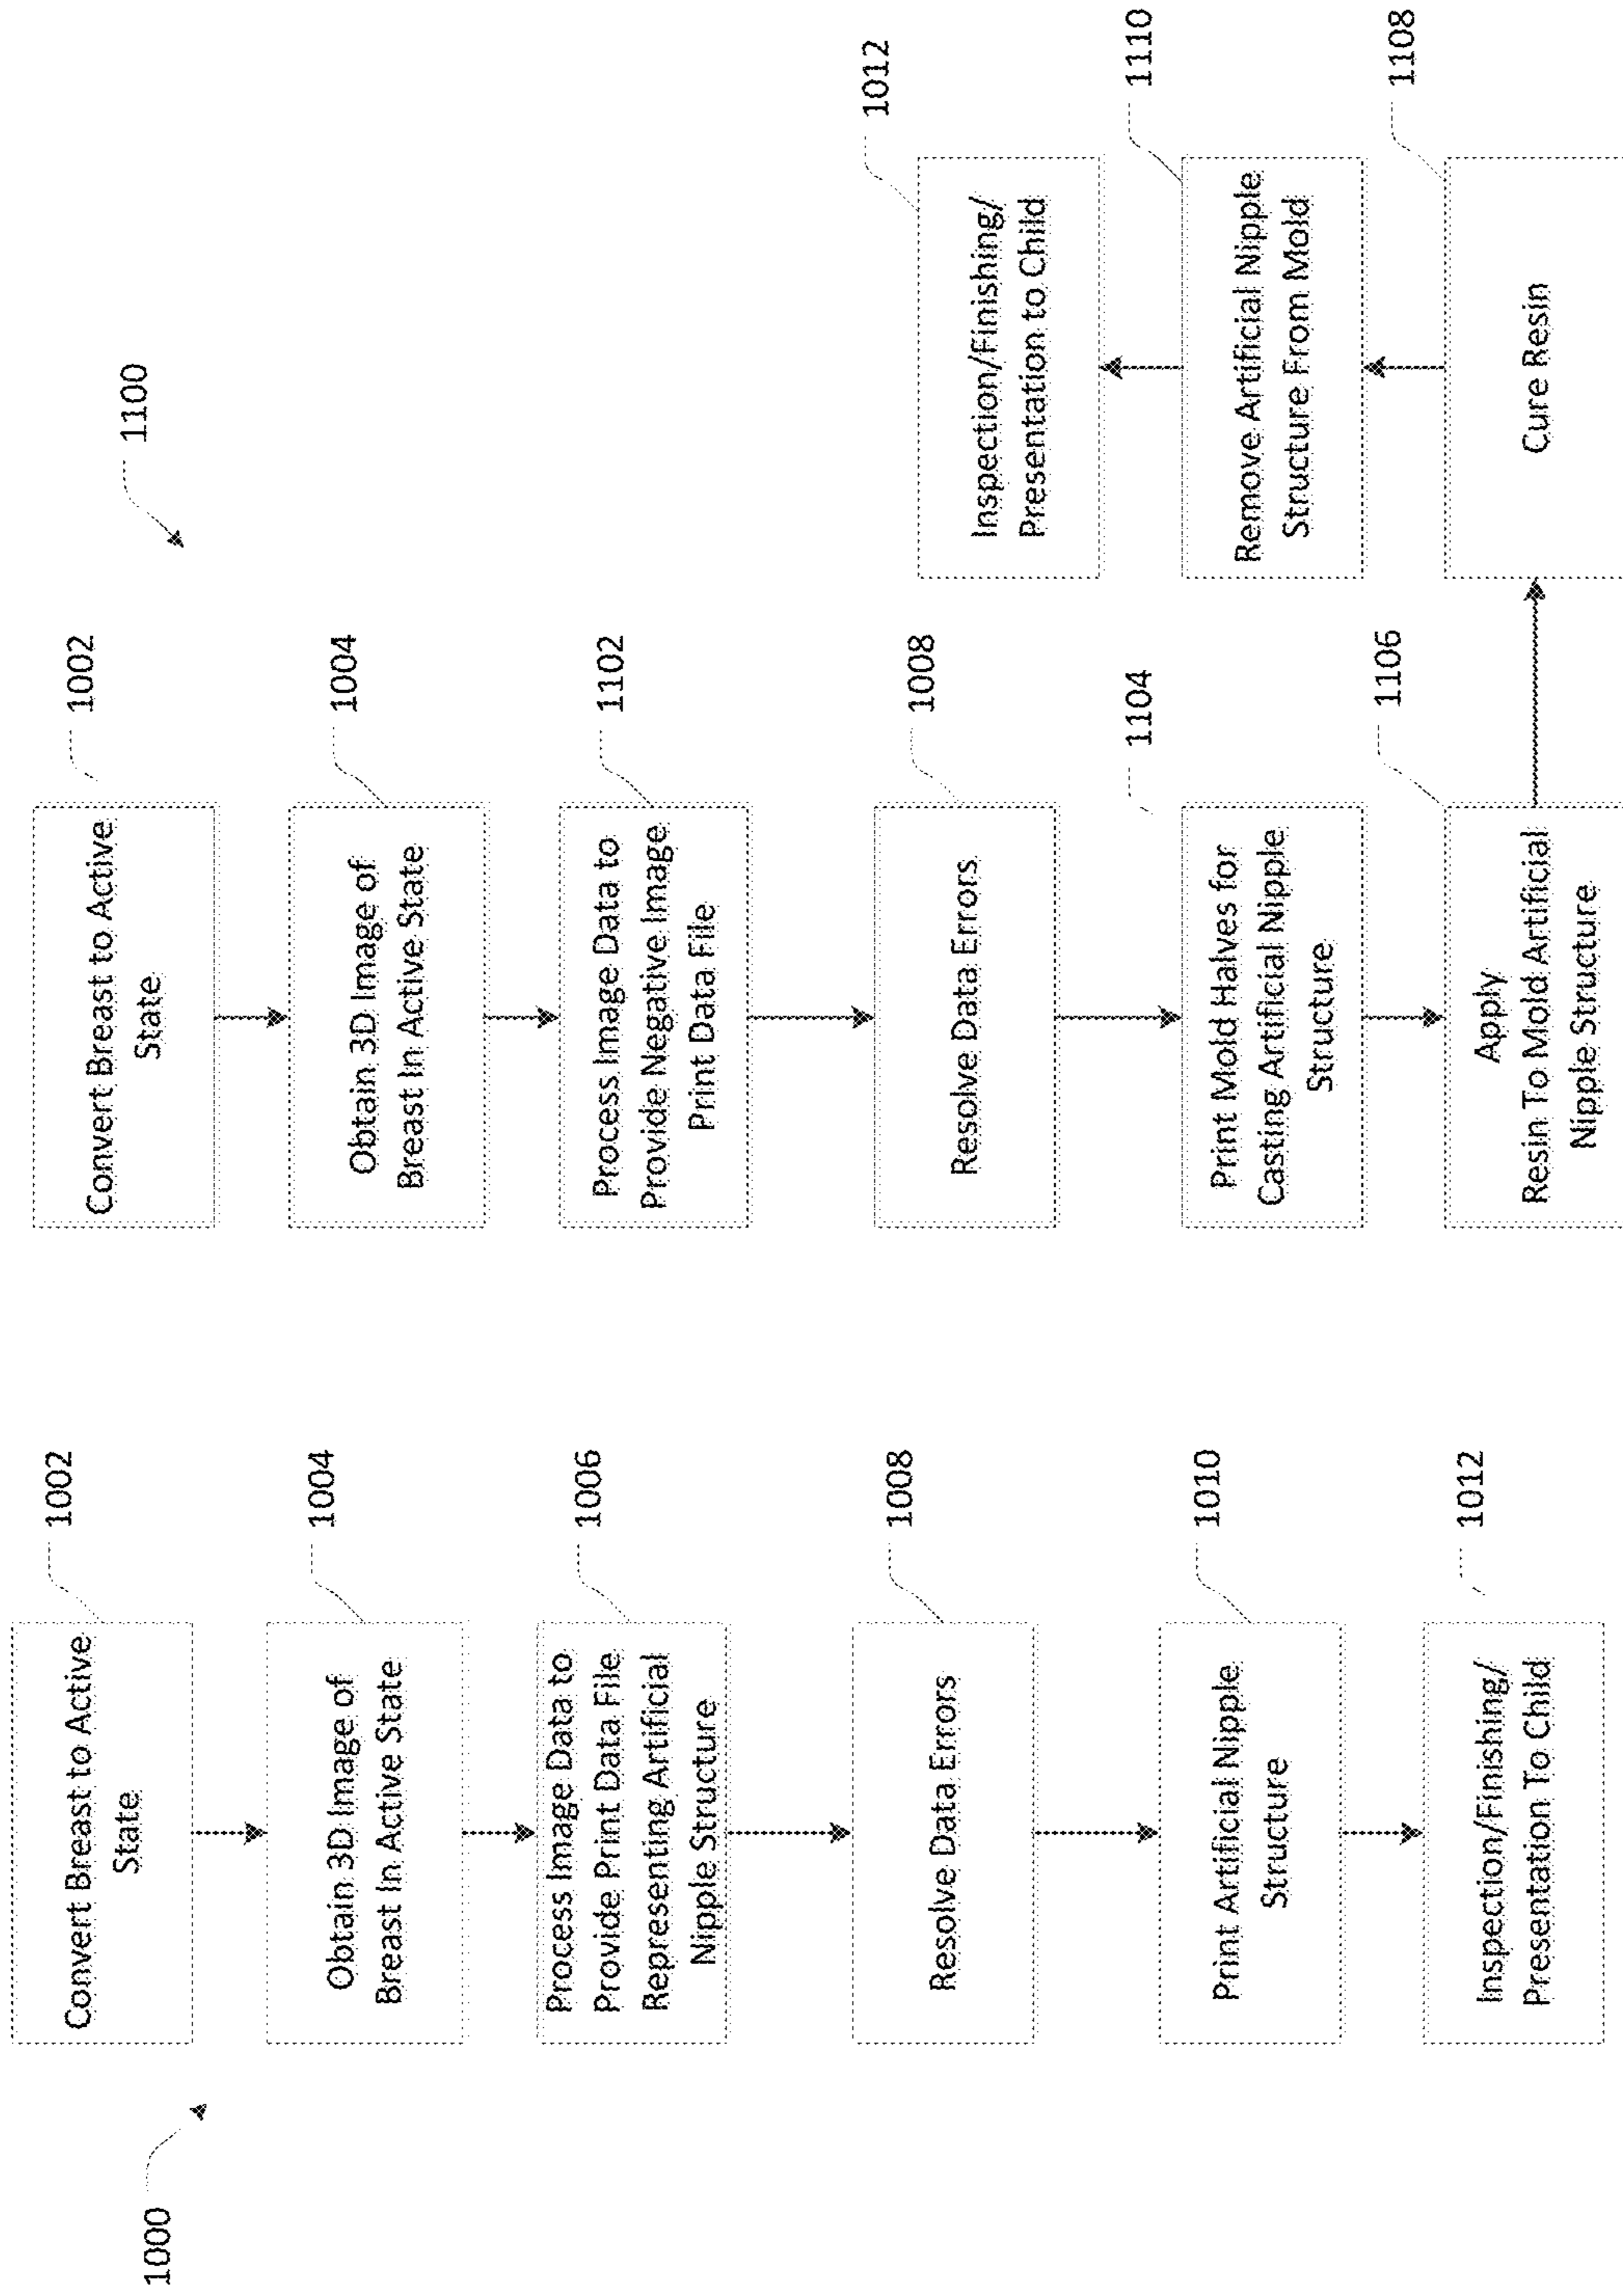 1000
1002
Convert Breast to Active
State
1004
Obtain 3D Image of
Breast In Active State
1006
Process Image Data to
Provide Print Data File
Representing Artificial
Nipple Structure
1008
Resolve Data Errors
1010
Print Artificial Nipple
Structure
1012
Inspection/Finishing/
Presentation To Child
1100
1002
Convert Breast to Active
State
1004
Obtain 3D Image of
Breast In Active State
1102
Process Image Data to
Provide Negative Image
Print Data File
1008
Resolve Data Errors
1104
Print Mold Halves for
Casting Artificial Nipple
Structure
1106
Apply
Resin To Mold Artificial
Nipple Structure
1108
Cure Resin
1110
Remove Artificial Nipple
Structure From Mold
1012
Inspection/Finishing/
Presentation to Child